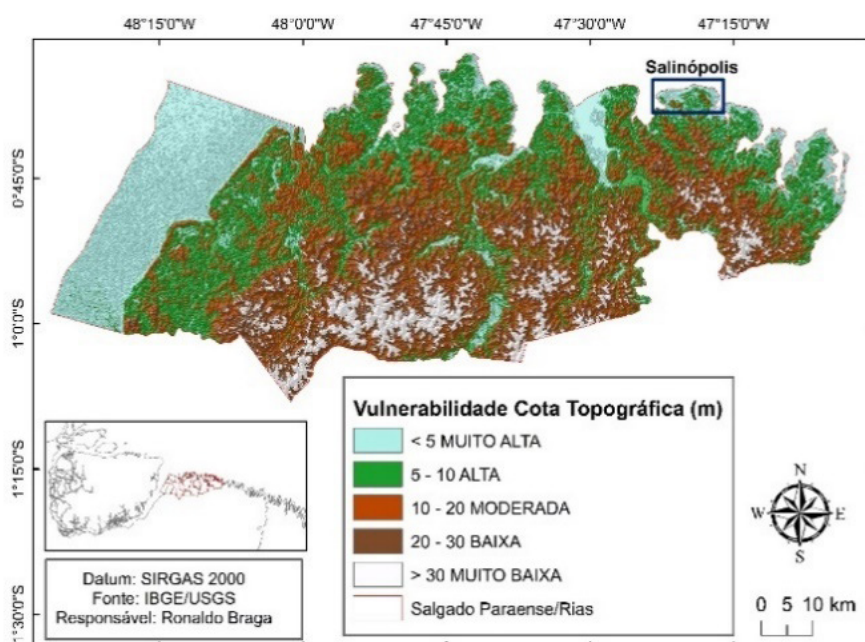 48°15'0"W 48°0'0"W 47°45'0"W 47°30'0"W 47°15'0"W
Salinópolis
0°45'0"S
1°0'0"S
1°15'0"S
1°30'0"S
Vulnerabilidade Cota Topográfica (m)
< 5 MUITO ALTA
5 - 10 ALTA
10 - 20 MODERADA
20 - 30 BAIXA
> 30 MUITO BAIXA
Salgado Paraense/Rias
Datum: SIRGAS 2000
Fonte: IBGE/USGS
Responsável: Ronaldo Braga
N
W E
S
0 5 10 km